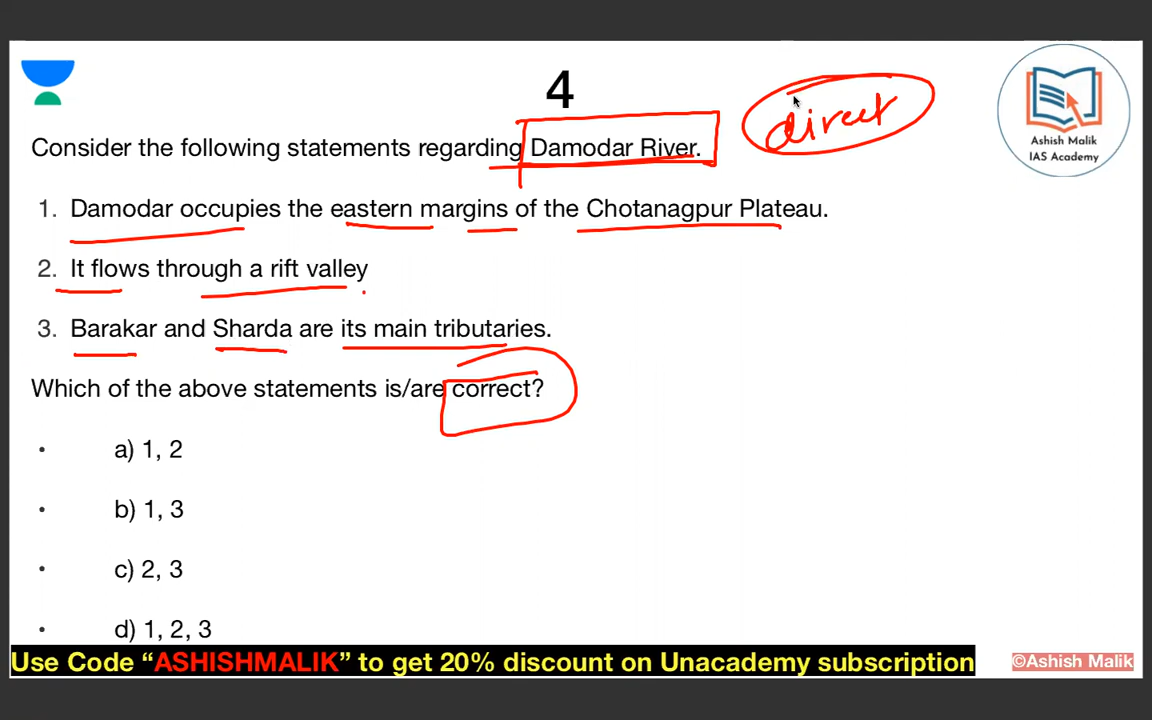 4
direct
Ashish Malik
IAS Academy
Consider the following statements regarding Damodar River.
1. Damodar occupies the eastern margins of the Chotanagpur Plateau.
2. It flows through a rift valley
3. Barakar and Sharda are its main tributaries.
Which of the above statements is/are correct?
• a) 1, 2
• b) 1, 3
• c) 2, 3
• d) 1, 2, 3
Use Code “ASHISHMALIK” to get 20% discount on Unacademy subscription
©Ashish Malik